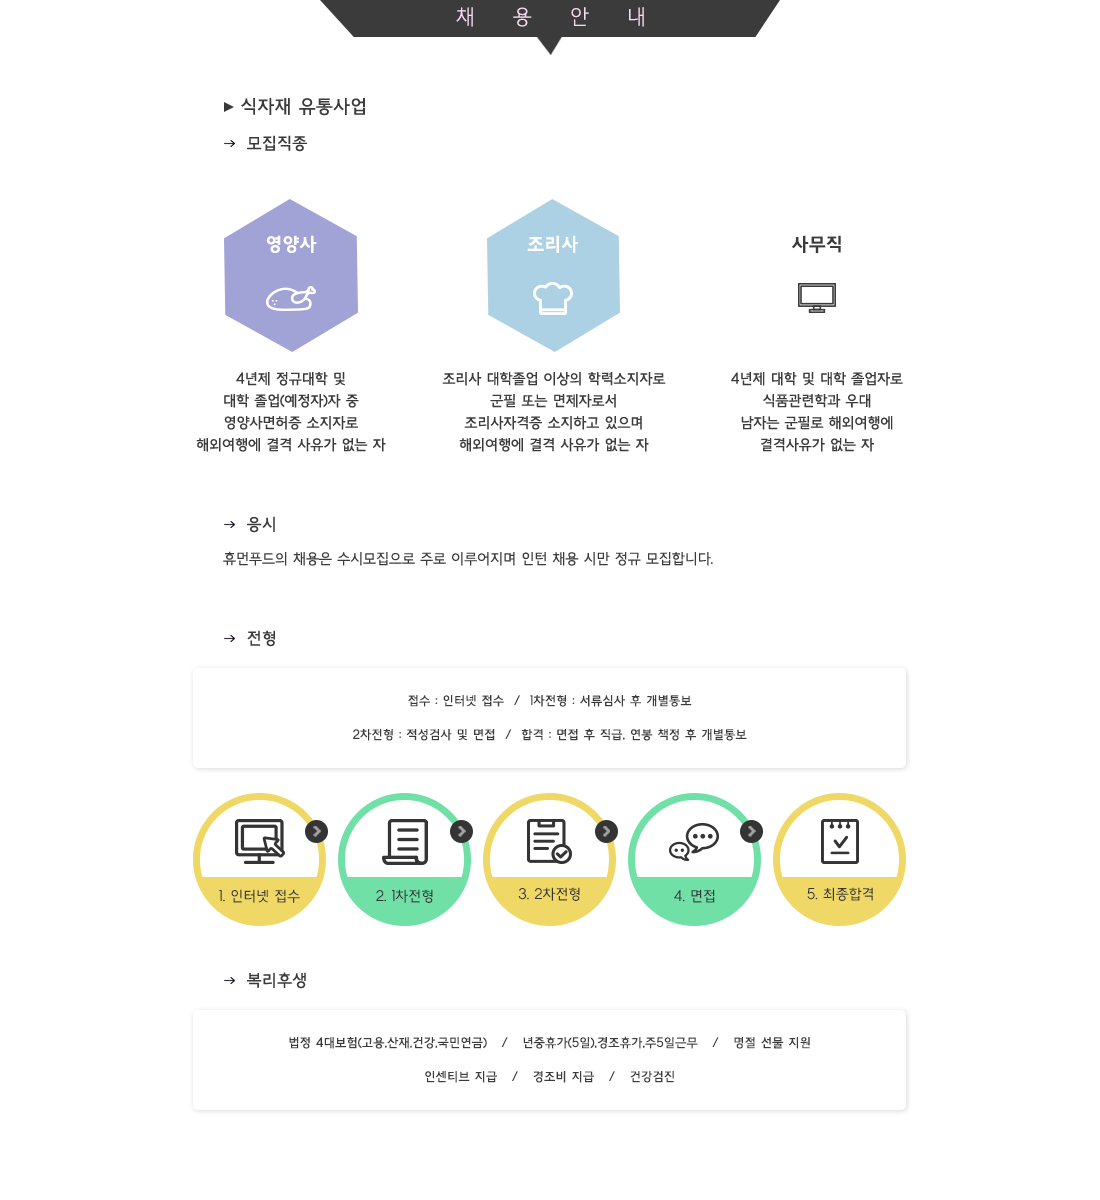 채 용 안 내
▶ 식자재 유통사업
→ 모집직종
영양사
조리사
사무직
4년제 정규대학 및
대학 졸업(예정자)자 중
영양사면허증 소지자로
해외여행에 결격 사유가 없는 자
조리사 대학졸업 이상의 학력소지자로
군필 또는 면제자로서
조리사자격증 소지하고 있으며
해외여행에 결격 사유가 없는 자
4년제 대학 및 대학 졸업자로
식품관련학과 우대
남자는 군필로 해외여행에
결격사유가 없는 자
→ 응시
휴먼푸드의 채용은 수시모집으로 주로 이루어지며 인턴 채용 시만 정규 모집합니다.
→ 전형
접수 : 인터넷 접수 / 1차전형 : 서류심사 후 개별통보
2차전형 : 적성검사 및 면접 / 합격 : 면접 후 직급, 연봉 책정 후 개별통보
1. 인터넷 접수
2. 1차전형
3. 2차전형
4. 면접
5. 최종합격
→ 복리후생
법정 4대보험(고용,산재,건강,국민연금) / 년중휴가(5일),경조휴가,주5일근무 / 명절 선물 지원
인센티브 지급 / 경조비 지급 / 건강검진